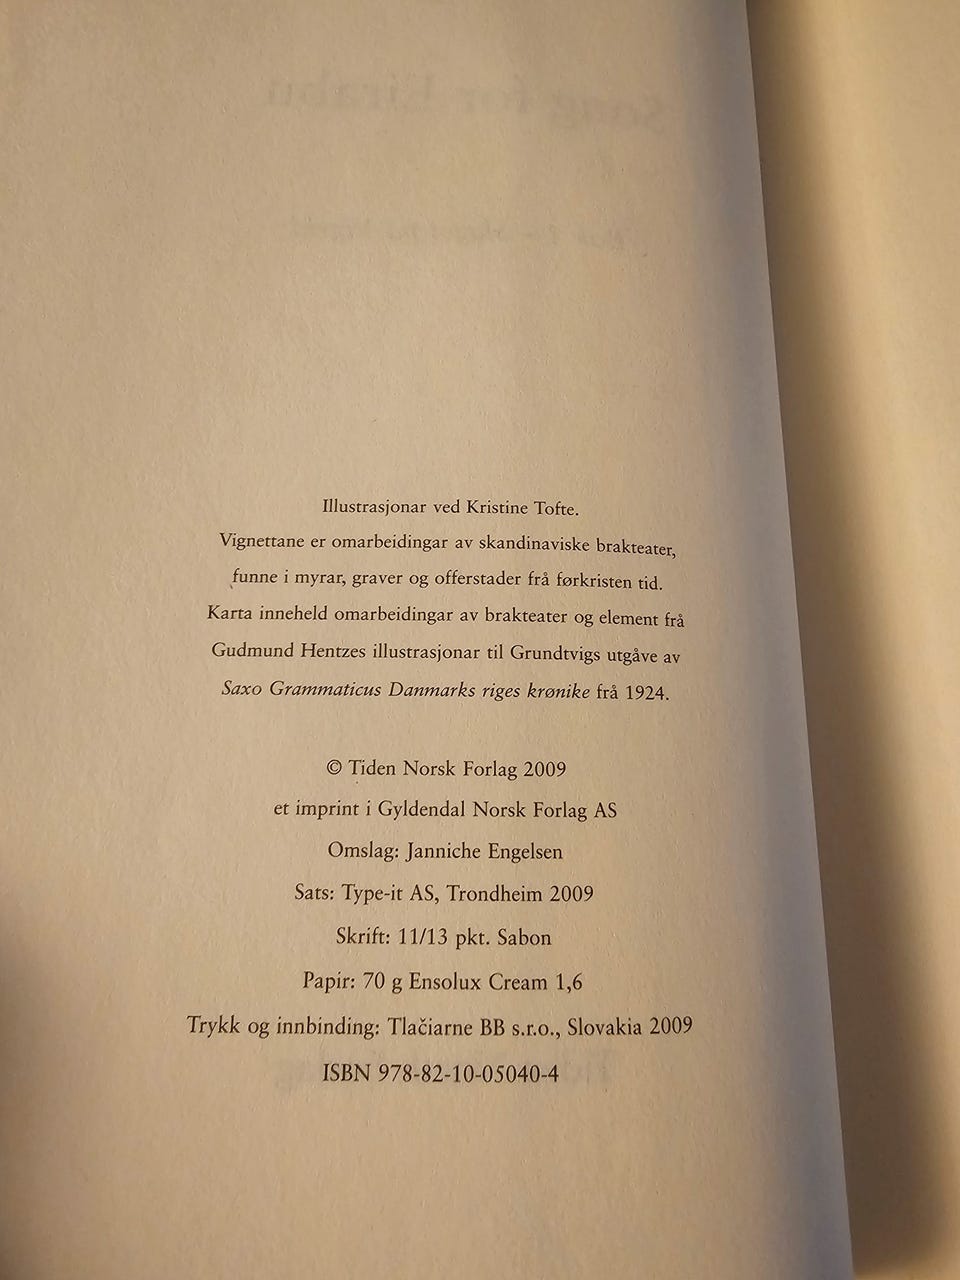 Illustrasjonar ved Kristine Tofte.
Vignettane er omarbeidingar av skandinaviske brakteater,
funne i myrar, graver og offerstader frå førkristen tid.
Karta inneheld omarbeidingar av brakteater og element frå
Gudmund Hentzes illustrasjonar til Grundtvigs utgåve av
Saxo Grammaticus Danmarks riges krønike frå 1924.
© Tiden Norsk Forlag 2009
et imprint i Gyldendal Norsk Forlag AS
Omslag: Janniche Engelsen
Sats: Type-it AS, Trondheim 2009
Skrift: 11/13 pkt. Sabon
Papir: 70 g Ensolux Cream 1,6
Trykk og innbinding: Tlačiarne BB s.r.o., Slovakia 2009
ISBN 978-82-10-05040-4